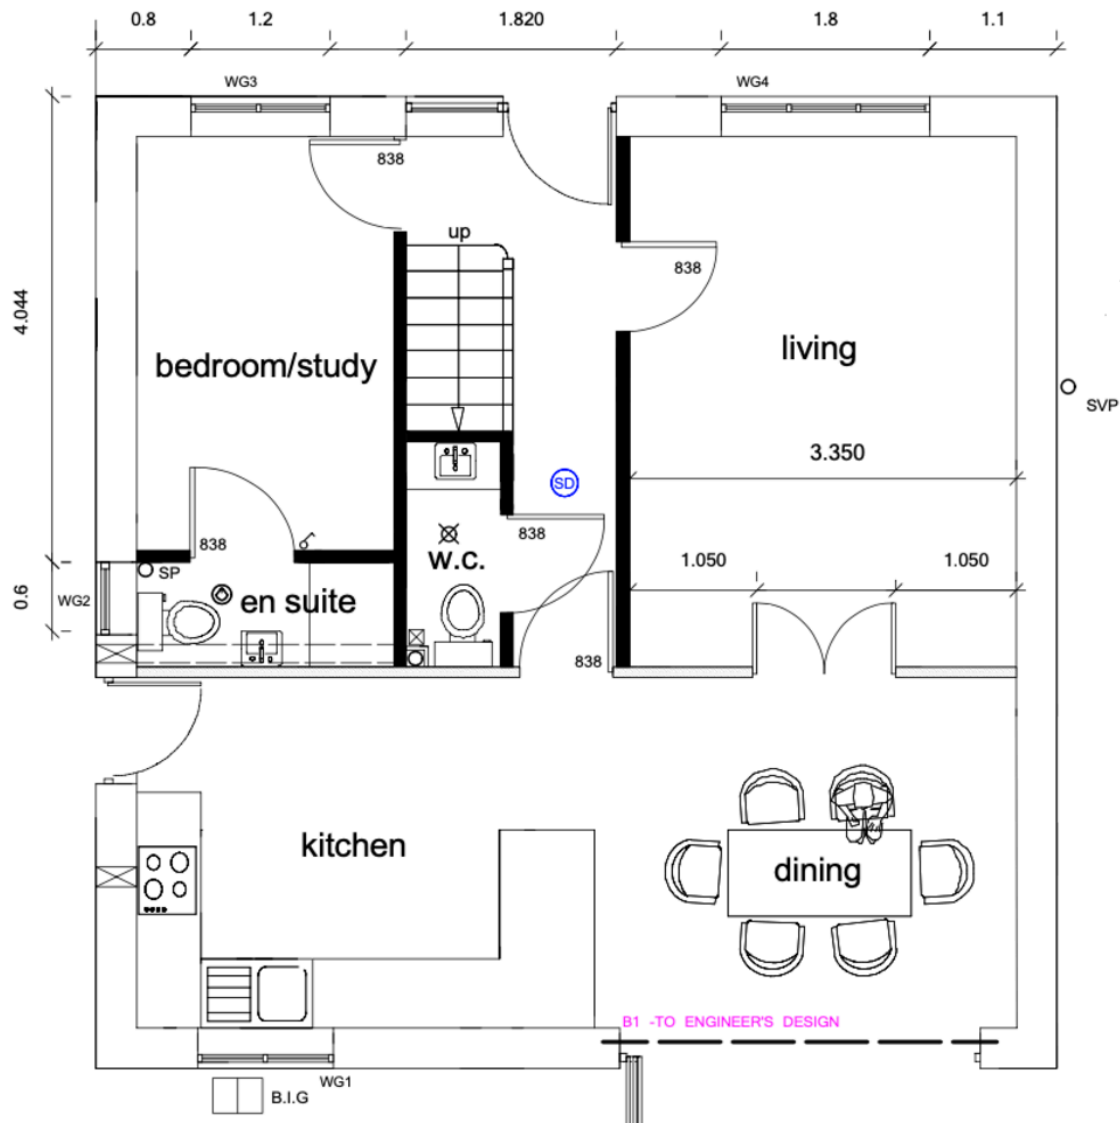 0.8 1.2 1.820 1.8 1.1
WG3 WG4
838
up
838
4.044
bedroom/study
living
SVP
3.350
SD
838
838
W.C.
1.050 1.050
SP
0.6
WG2
en suite
838
kitchen
dining
B1 -TO ENGINEER'S DESIGN
WG1
B.I.G